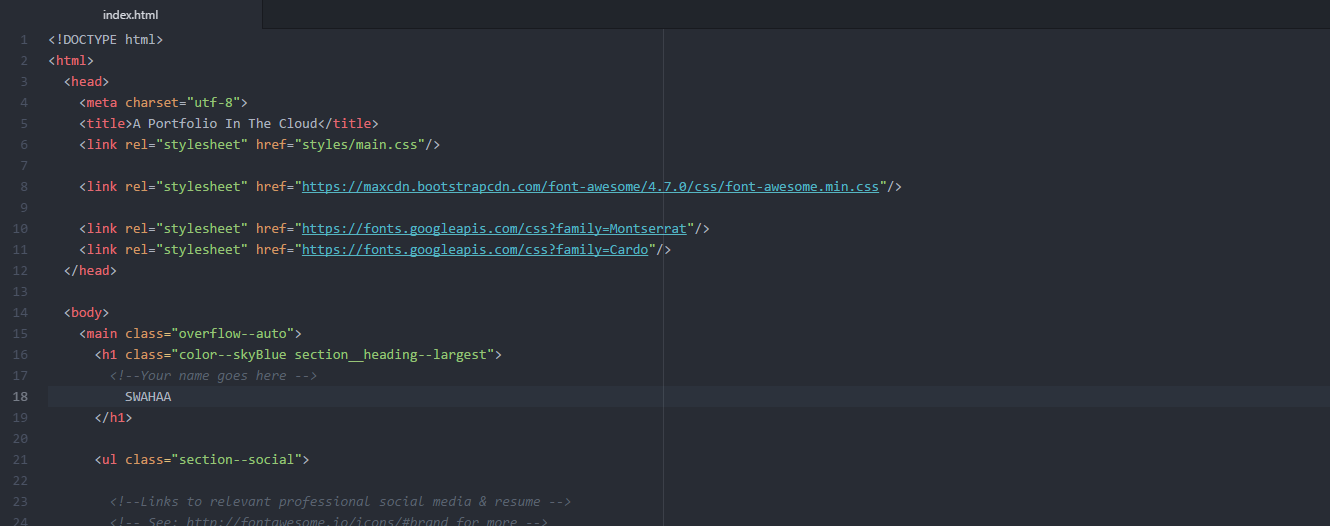 index.html
1 <!DOCTYPE html>
2 <html>
3 <head>
4 <meta charset="utf-8">
5 <title>A Portfolio In The Cloud</title>
6 <link rel="stylesheet" href="styles/main.css"/>
7
8 <link rel="stylesheet" href="https://maxcdn.bootstrapcdn.com/font-awesome/4.7.0/css/font-awesome.min.css"/>
9
10 <link rel="stylesheet" href="https://fonts.googleapis.com/css?family=Montserrat"/>
11 <link rel="stylesheet" href="https://fonts.googleapis.com/css?family=Cardo"/>
12 </head>
13
14 <body>
15 <main class="overflow--auto">
16 <h1 class="color--skyBlue section__heading--largest">
17 <!--Your name goes here -->
18 SWAHAA
19 </h1>
20
21 <ul class="section--social">
22
23 <!--Links to relevant professional social media & resume -->
24 <!-- See: http://fontawesome.io/icons/#brand for more -->